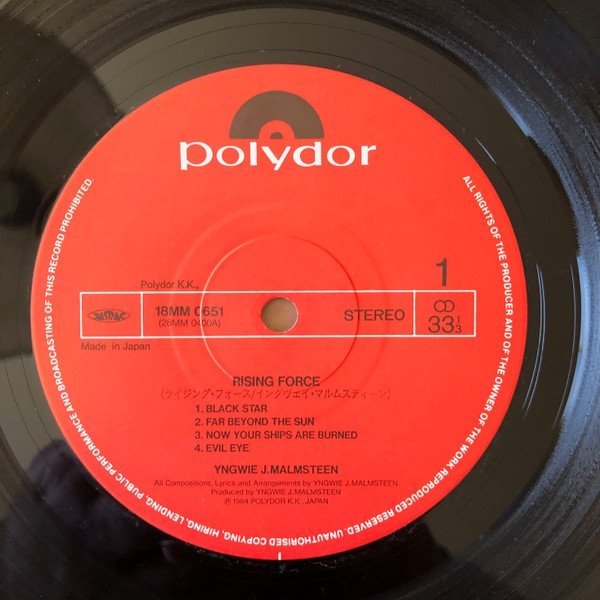 polydor
Polydor K.K.,
1
18MM 0651
(28MM 0400A)
STEREO
33 1/3
JASRAC
Made in Japan
RISING FORCE
(ライジング・フォース/イングヴェイ・マルムスティーン)
1. BLACK STAR
2. FAR BEYOND THE SUN
3. NOW YOUR SHIPS ARE BURNED
4. EVIL EYE
YNGWIE J.MALMSTEEN
All Compositions, Lyrics and Arrangements by YNGWIE J.MALMSTEEN
Produced by YNGWIE J.MALMSTEEN
℗ 1984 POLYDOR K.K., JAPAN
ALL RIGHTS OF THE PRODUCER AND OF THE OWNER OF THE WORK REPRODUCED RESERVED. UNAUTHORISED COPYING, HIRING, LENDING, PUBLIC PERFORMANCE AND BROADCASTING OF THIS RECORD PROHIBITED.